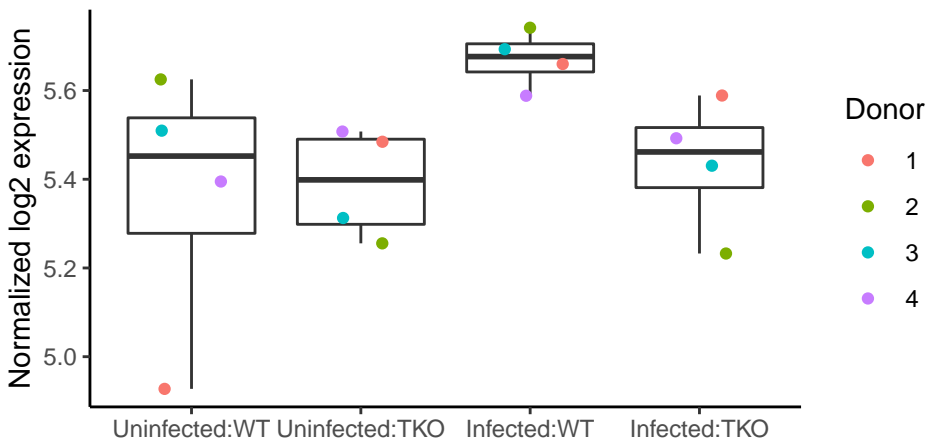 Normalized log2 expression
5.6
5.4
5.2
5.0
Uninfected:WT Uninfected:TKO Infected:WT Infected:TKO
Donor
1
2
3
4